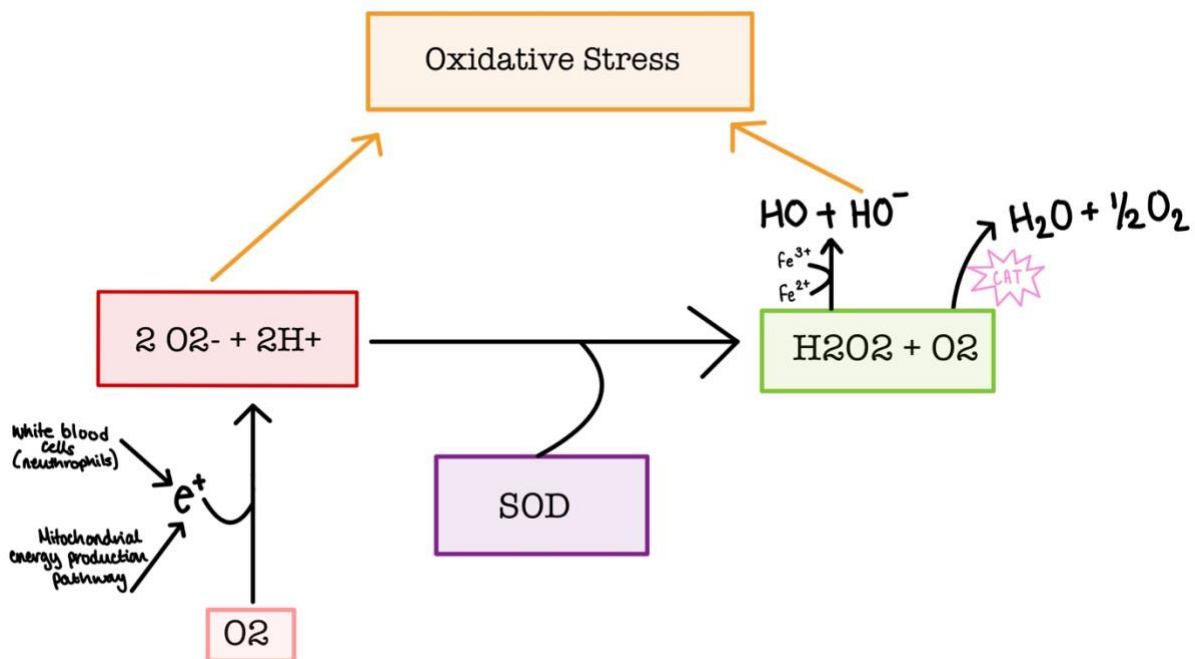 Oxidative Stress
HO + HO⁻
H₂O + ½O₂
Fe³⁺
Fe²⁺
CAT
2 O2- + 2H+
H2O2 + O2
White blood
cells
(neuthrophils)
e⁺
SOD
Mitochondrial
energy production
pathway
O2